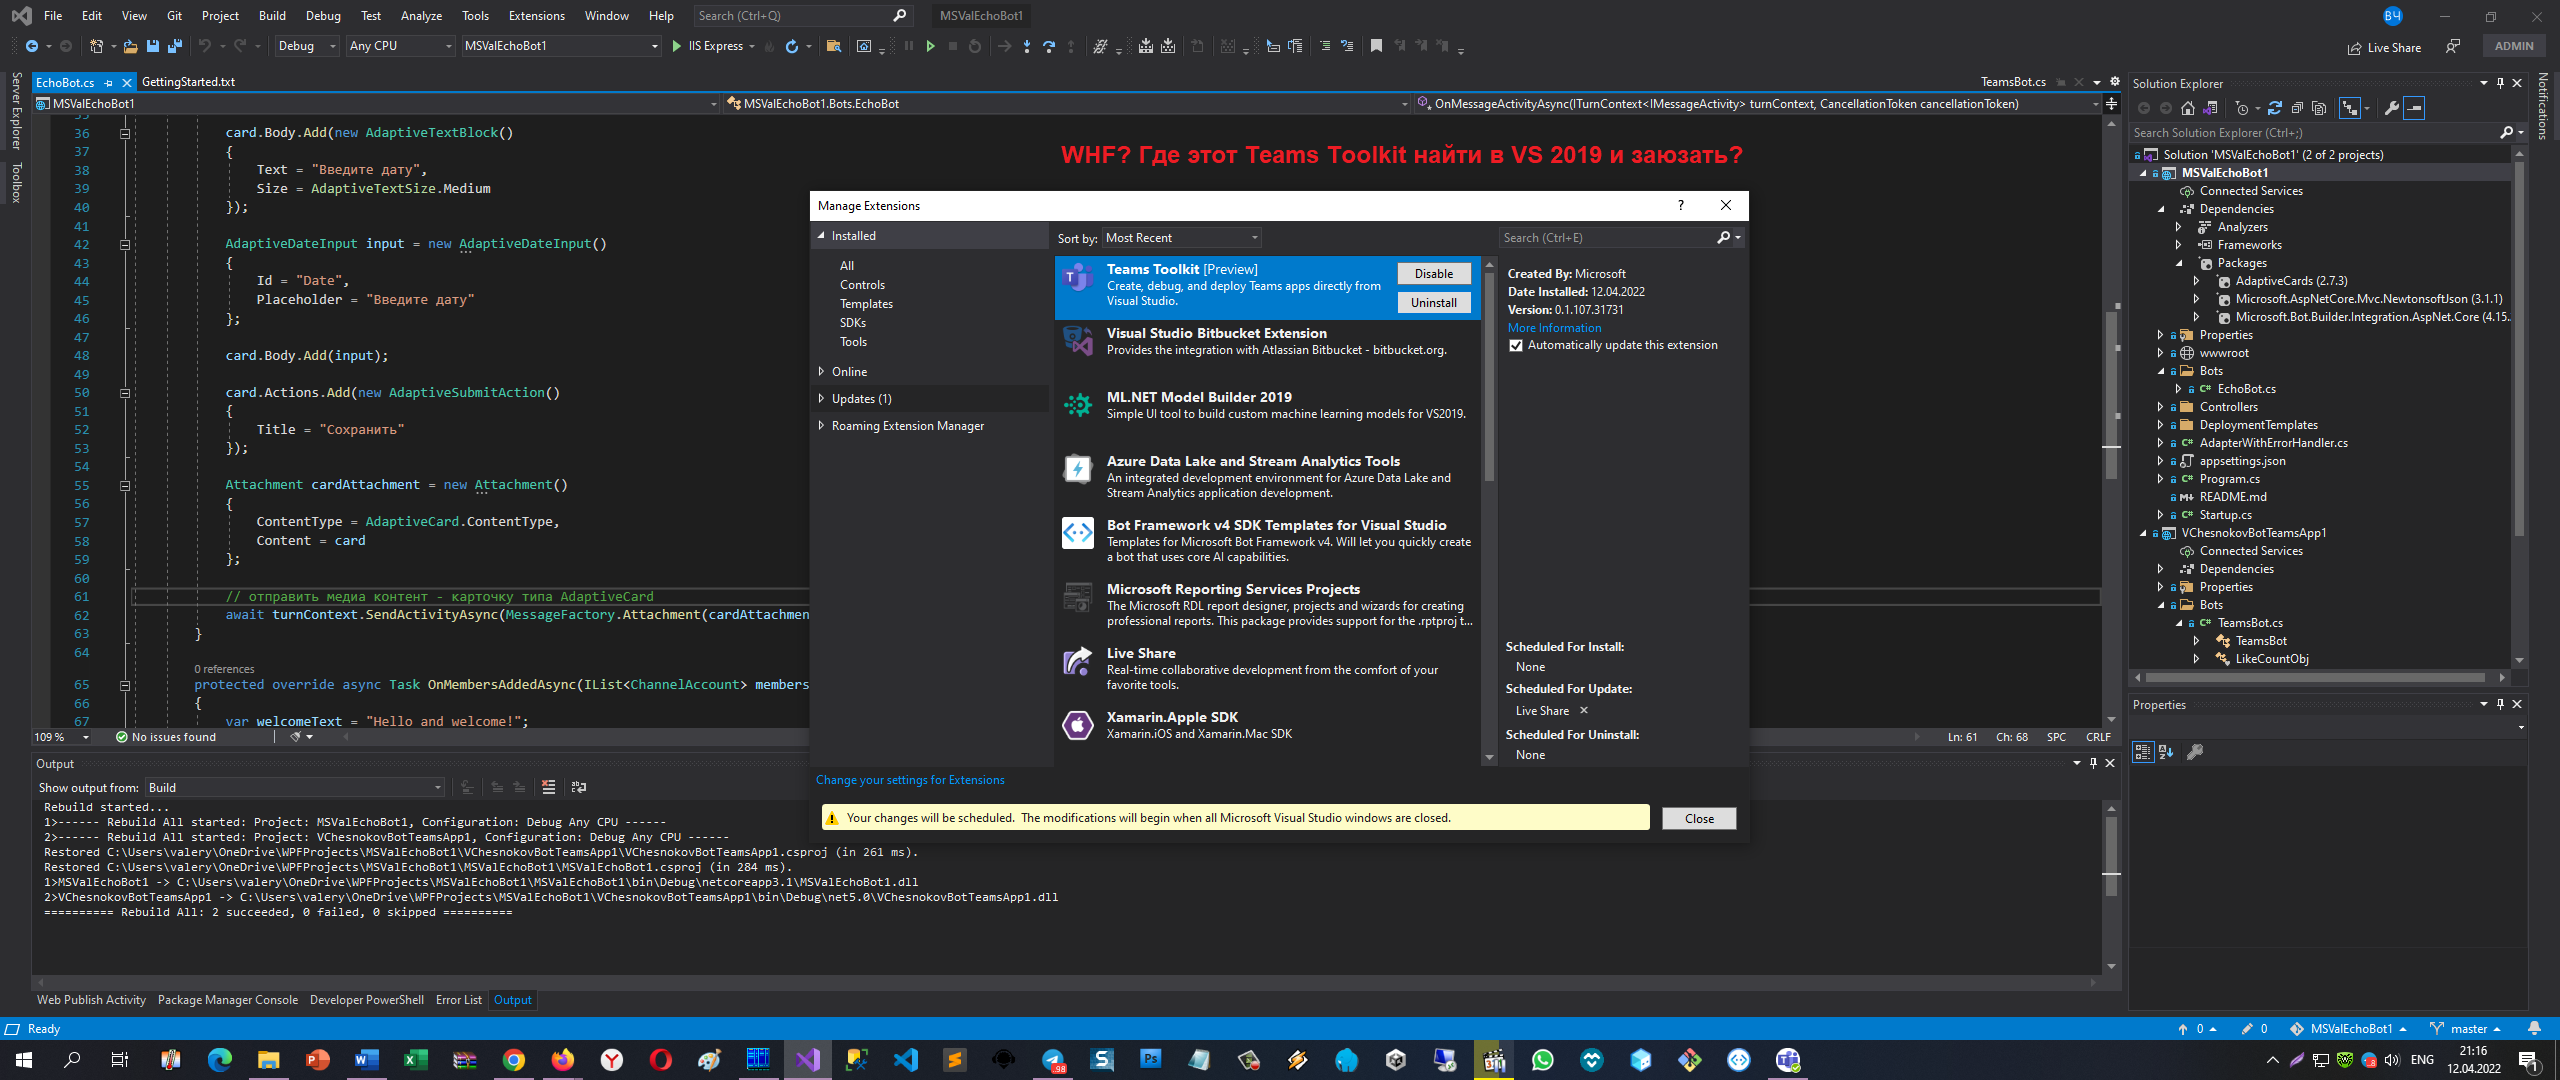 File Edit View Git Project Build Debug Test Analyze Tools Extensions Window Help Search (Ctrl+Q) MSValEchoBot1 ВЧ
Debug Any CPU MSValEchoBot1 IIS Express Live Share ADMIN
Server Explorer
Toolbox
EchoBot.cs GettingStarted.txt TeamsBot.cs
MSValEchoBot1 MSValEchoBot1.Bots.EchoBot OnMessageActivityAsync(ITurnContext<IMessageActivity> turnContext, CancellationToken cancellationToken)
35
36 card.Body.Add(new AdaptiveTextBlock()
37 {
38 Text = "Введите дату",
39 Size = AdaptiveTextSize.Medium
40 });
41
42 AdaptiveDateInput input = new AdaptiveDateInput()
43 {
44 Id = "Date",
45 Placeholder = "Введите дату"
46 };
47
48 card.Body.Add(input);
49
50 card.Actions.Add(new AdaptiveSubmitAction()
51 {
52 Title = "Сохранить"
53 });
54
55 Attachment cardAttachment = new Attachment()
56 {
57 ContentType = AdaptiveCard.ContentType,
58 Content = card
59 };
60
61 // отправить медиа контент - карточку типа AdaptiveCard
62 await turnContext.SendActivityAsync(MessageFactory.Attachment(cardAttachmen
63 }
64
0 references
65 protected override async Task OnMembersAddedAsync(IList<ChannelAccount> members
66 {
67 var welcomeText = "Hello and welcome!";
109 % No issues found Ln: 61 Ch: 68 SPC CRLF
WHF? Где этот Teams Toolkit найти в VS 2019 и заюзать?
Manage Extensions ?
Installed
All
Controls
Templates
SDKs
Tools
Online
Updates (1)
Roaming Extension Manager
Sort by: Most Recent
Search (Ctrl+E)
Teams Toolkit [Preview]
Create, debug, and deploy Teams apps directly from
Visual Studio.
Disable
Uninstall
Visual Studio Bitbucket Extension
Provides the integration with Atlassian Bitbucket - bitbucket.org.
ML.NET Model Builder 2019
Simple UI tool to build custom machine learning models for VS2019.
Azure Data Lake and Stream Analytics Tools
An integrated development environment for Azure Data Lake and
Stream Analytics application development.
Bot Framework v4 SDK Templates for Visual Studio
Templates for Microsoft Bot Framework v4. Will let you quickly create
a bot that uses core AI capabilities.
Microsoft Reporting Services Projects
The Microsoft RDL report designer, projects and wizards for creating
professional reports. This package provides support for the .rptproj t...
Live Share
Real-time collaborative development from the comfort of your
favorite tools.
Xamarin.Apple SDK
Xamarin.iOS and Xamarin.Mac SDK
Created By: Microsoft
Date Installed: 12.04.2022
Version: 0.1.107.31731
More Information
Automatically update this extension
Scheduled For Install:
None
Scheduled For Update:
Live Share
Scheduled For Uninstall:
None
Change your settings for Extensions
Your changes will be scheduled. The modifications will begin when all Microsoft Visual Studio windows are closed.
Close
Solution Explorer
Search Solution Explorer (Ctrl+;)
Solution 'MSValEchoBot1' (2 of 2 projects)
MSValEchoBot1
Connected Services
Dependencies
Analyzers
Frameworks
Packages
AdaptiveCards (2.7.3)
Microsoft.AspNetCore.Mvc.NewtonsoftJson (3.1.1)
Microsoft.Bot.Builder.Integration.AspNet.Core (4.15..
Properties
wwwroot
Bots
C# EchoBot.cs
Controllers
DeploymentTemplates
C# AdapterWithErrorHandler.cs
appsettings.json
C# Program.cs
README.md
C# Startup.cs
VChesnokovBotTeamsApp1
Connected Services
Dependencies
Properties
Bots
C# TeamsBot.cs
TeamsBot
LikeCountObj
Notifications
Properties
Output
Show output from: Build
Rebuild started...
1>------ Rebuild All started: Project: MSValEchoBot1, Configuration: Debug Any CPU ------
2>------ Rebuild All started: Project: VChesnokovBotTeamsApp1, Configuration: Debug Any CPU ------
Restored C:\Users\valery\OneDrive\WPFProjects\MSValEchoBot1\VChesnokovBotTeamsApp1\VChesnokovBotTeamsApp1.csproj (in 261 ms).
Restored C:\Users\valery\OneDrive\WPFProjects\MSValEchoBot1\MSValEchoBot1\MSValEchoBot1.csproj (in 284 ms).
1>MSValEchoBot1 -> C:\Users\valery\OneDrive\WPFProjects\MSValEchoBot1\MSValEchoBot1\bin\Debug\netcoreapp3.1\MSValEchoBot1.dll
2>VChesnokovBotTeamsApp1 -> C:\Users\valery\OneDrive\WPFProjects\MSValEchoBot1\VChesnokovBotTeamsApp1\bin\Debug\net5.0\VChesnokovBotTeamsApp1.dll
========== Rebuild All: 2 succeeded, 0 failed, 0 skipped ==========
Web Publish Activity Package Manager Console Developer PowerShell Error List Output
Ready 0 0 MSValEchoBot1 master
ENG 21:16
12.04.2022